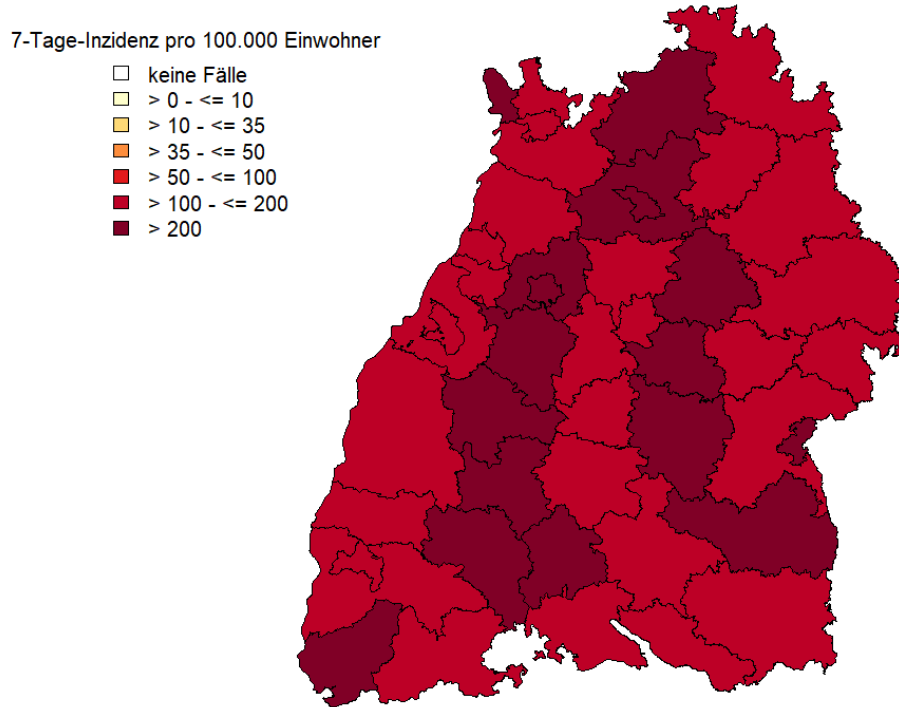 7-Tage-Inzidenz pro 100.000 Einwohner
keine Fälle
> 0 - <= 10
> 10 - <= 35
> 35 - <= 50
> 50 - <= 100
> 100 - <= 200
> 200